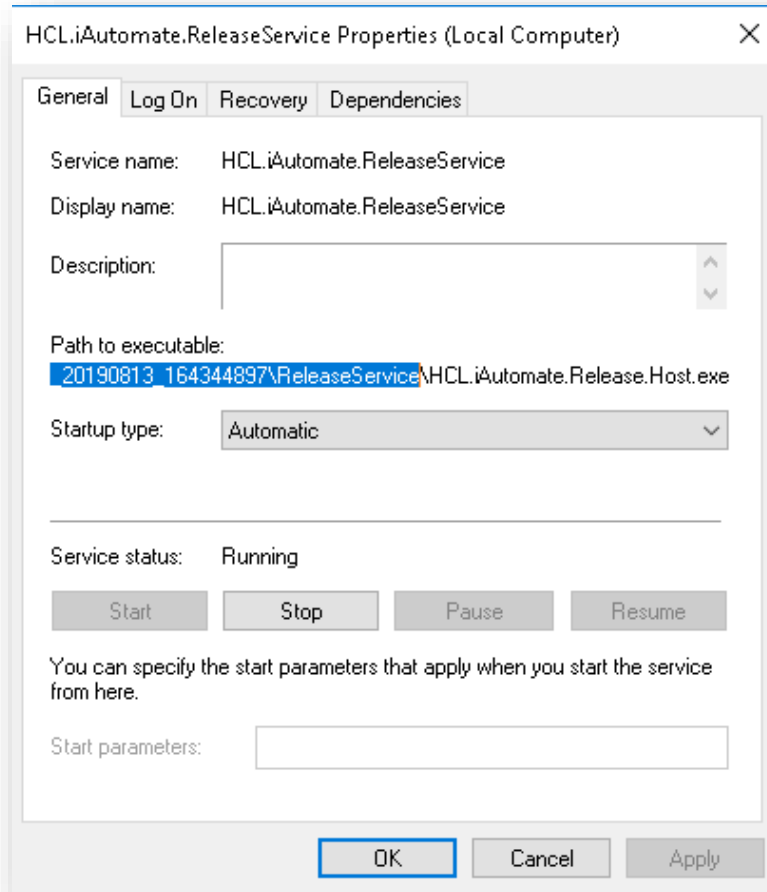 HCL.iAutomate.ReleaseService Properties (Local Computer)
General Log On Recovery Dependencies
Service name: HCL.iAutomate.ReleaseService
Display name: HCL.iAutomate.ReleaseService
Description:
Path to executable:
_20190813_164344897\ReleaseService\HCL.iAutomate.Release.Host.exe
Startup type: Automatic
Service status: Running
Start Stop Pause Resume
You can specify the start parameters that apply when you start the service
from here.
Start parameters:
OK Cancel Apply